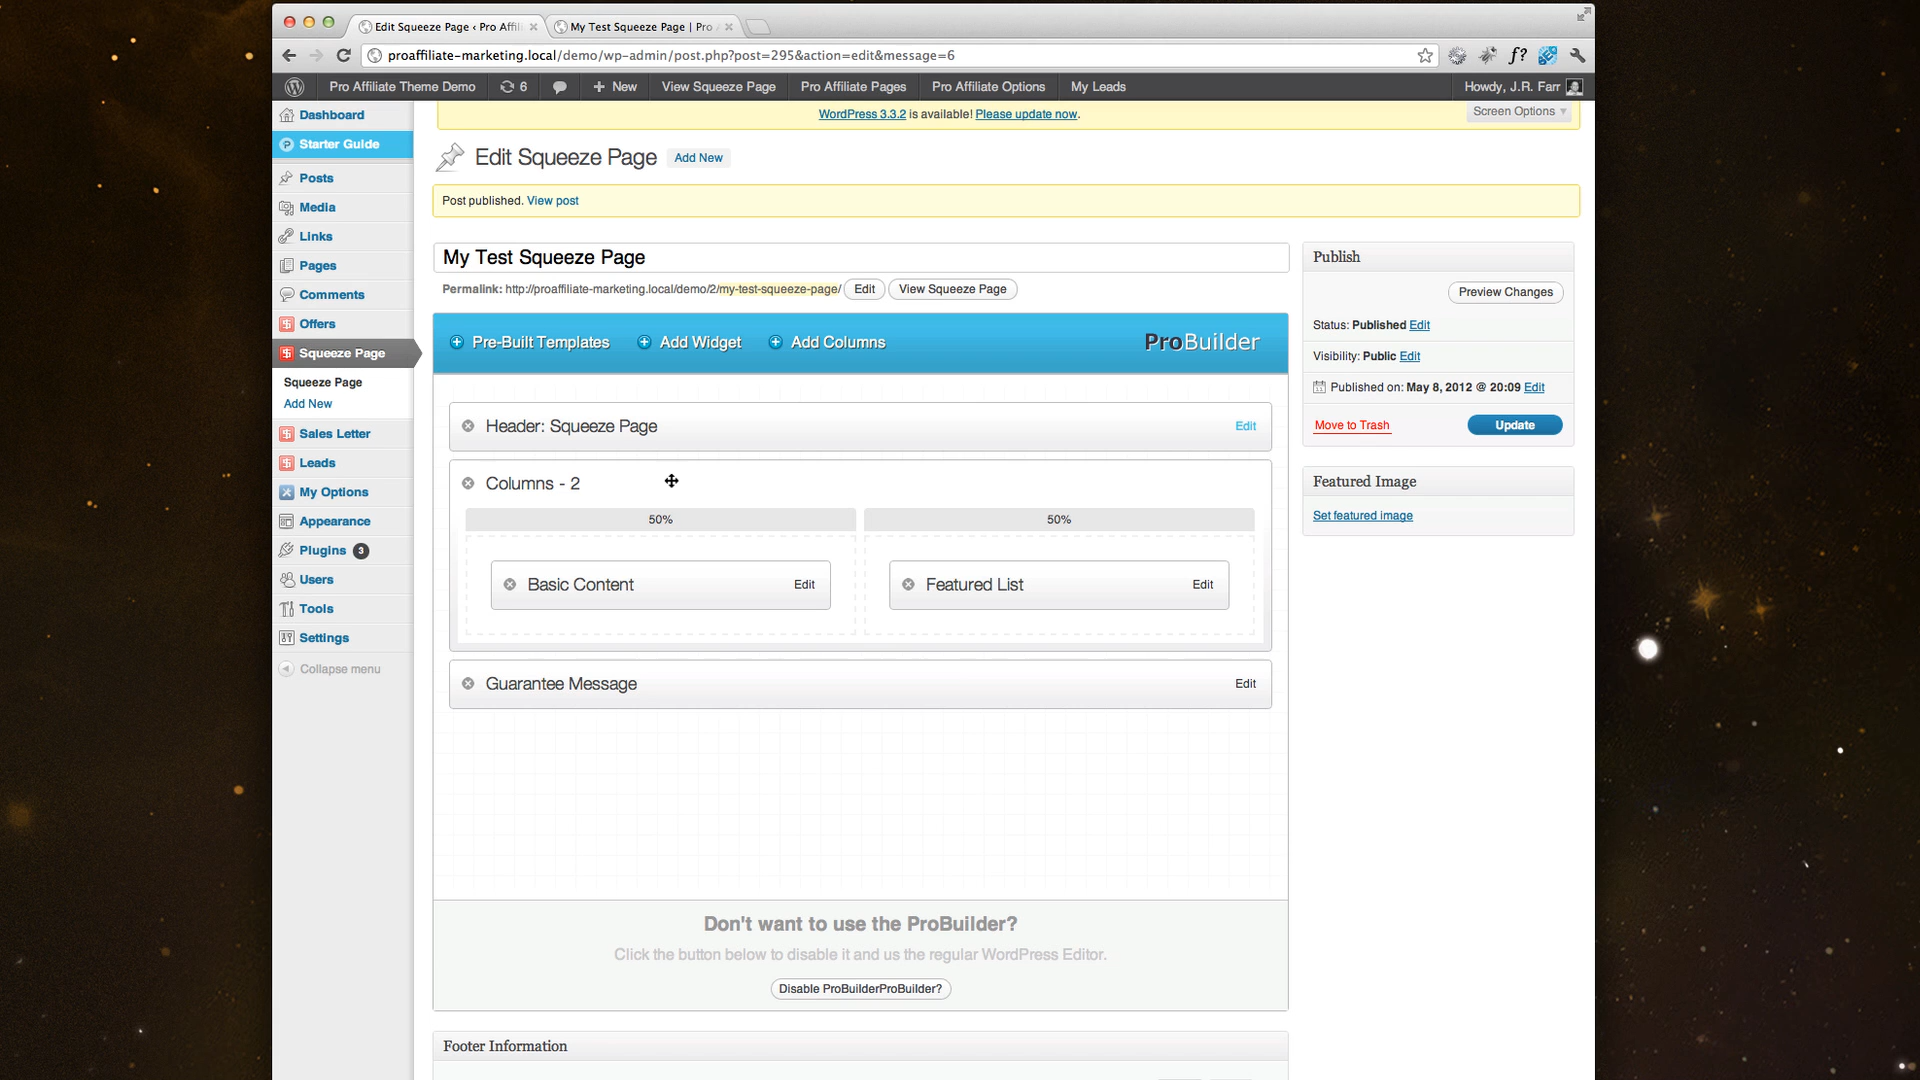 Edit Squeeze Page ‹ Pro Affili
My Test Squeeze Page | Pro
proaffiliate-marketing.local/demo/wp-admin/post.php?post=295&action=edit&message=6
Pro Affiliate Theme Demo
6
New
View Squeeze Page
Pro Affiliate Pages
Pro Affiliate Options
My Leads
Howdy, J.R. Farr
Dashboard
Starter Guide
Posts
Media
Links
Pages
Comments
Offers
Squeeze Page
Squeeze Page
Add New
Sales Letter
Leads
My Options
Appearance
Plugins 3
Users
Tools
Settings
Collapse menu
WordPress 3.3.2 is available! Please update now.
Screen Options
Edit Squeeze Page Add New
Post published. View post
My Test Squeeze Page
Permalink: http://proaffiliate-marketing.local/demo/2/my-test-squeeze-page/ Edit View Squeeze Page
Pre-Built Templates Add Widget Add Columns ProBuilder
Header: Squeeze Page Edit
Columns - 2
50% 50%
Basic Content Edit Featured List Edit
Guarantee Message Edit
Don't want to use the ProBuilder?
Click the button below to disable it and us the regular WordPress Editor.
Disable ProBuilderProBuilder?
Footer Information
Publish
Preview Changes
Status: Published Edit
Visibility: Public Edit
Published on: May 8, 2012 @ 20:09 Edit
Move to Trash Update
Featured Image
Set featured image